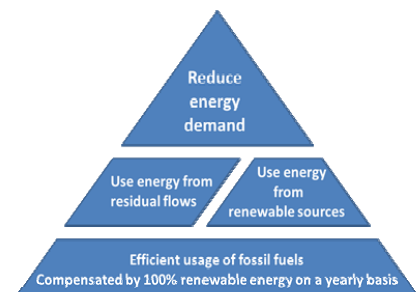 Reduce
energy
demand
Use energy from
residual flows
Use energy
from
renewable sources
Efficient usage of fossil fuels
Compensated by 100% renewable energy on a yearly basis